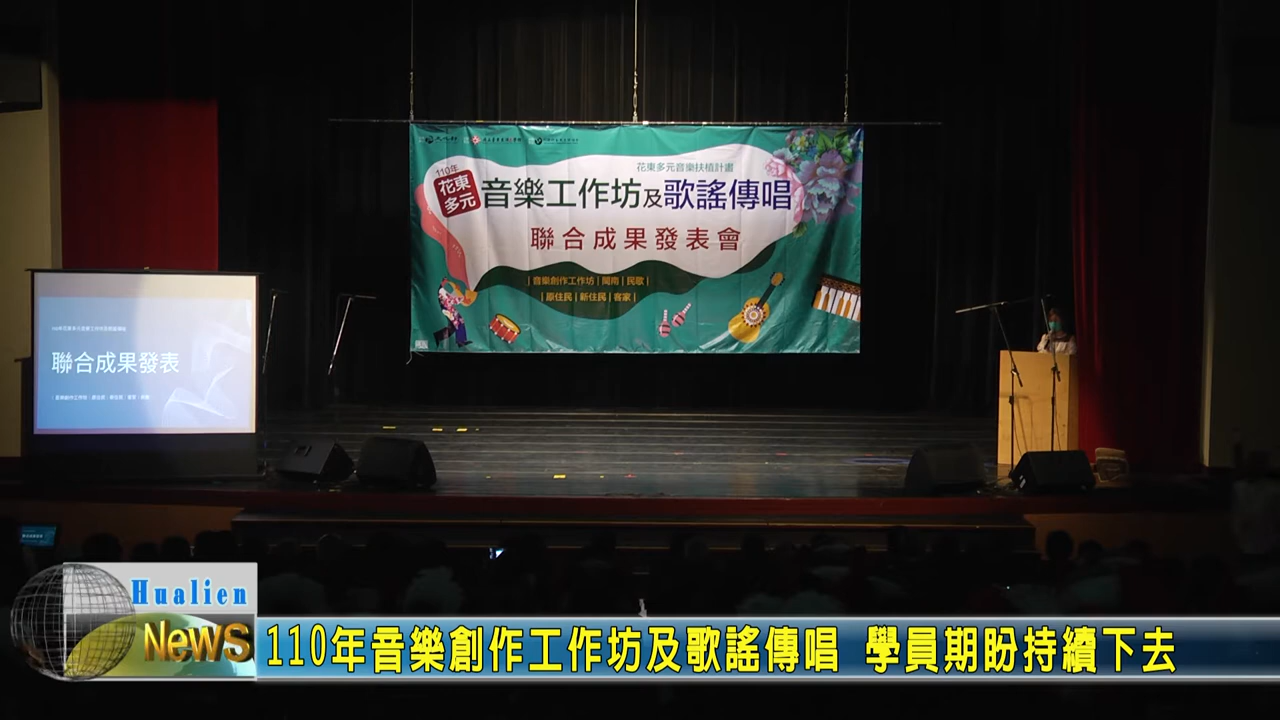 花東多元音樂扶植計畫
110年
花東
多元
音樂工作坊及歌謠傳唱
聯合成果發表會
| 音樂創作工作坊 | 閩南 | 民歌 |
| 原住民 | 新住民 | 客家 |
聯合成果發表
Hualien
News
110年音樂創作工作坊及歌謠傳唱 學員期盼持續下去